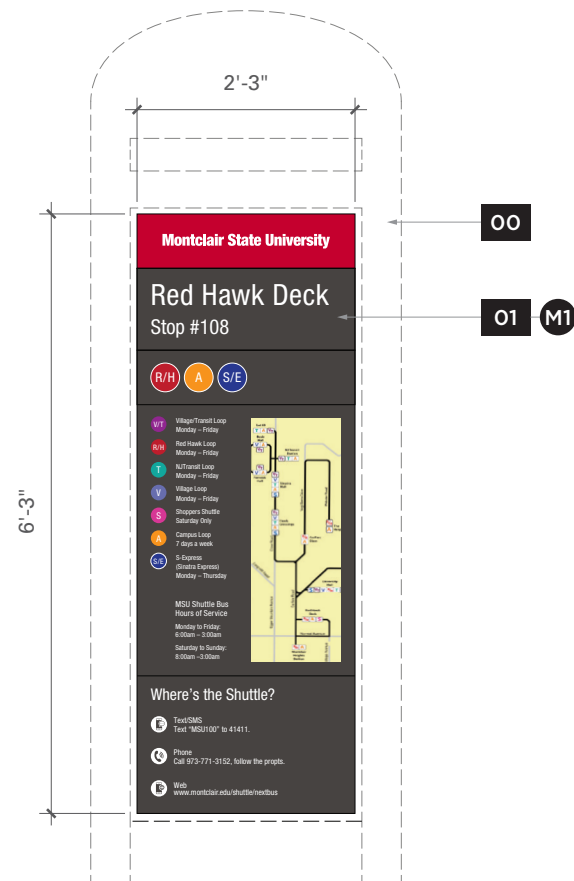 2'-3"
00
Montclair State University
Red Hawk Deck
Stop #108
01 M1
R/H A S/E
6'-3"
V/T Village/Transit Loop
Monday – Friday
R/H Red Hawk Loop
Monday – Friday
T NJTransit Loop
Monday – Friday
V Village Loop
Monday – Friday
S Shoppers Shuttle
Saturday Only
A Campus Loop
7 days a week
S/E S-Express
(Sinatra Express)
Monday – Thursday
MSU Shuttle Bus
Hours of Service
Monday to Friday:
6:00am – 3:00am
Saturday to Sunday:
8:00am –3:00am
Where's the Shuttle?
Text/SMS
Text “MSU100” to 41411.
Phone
Call 973-771-3152, follow the propts.
Web
www.montclair.edu/shuttle/nextbus